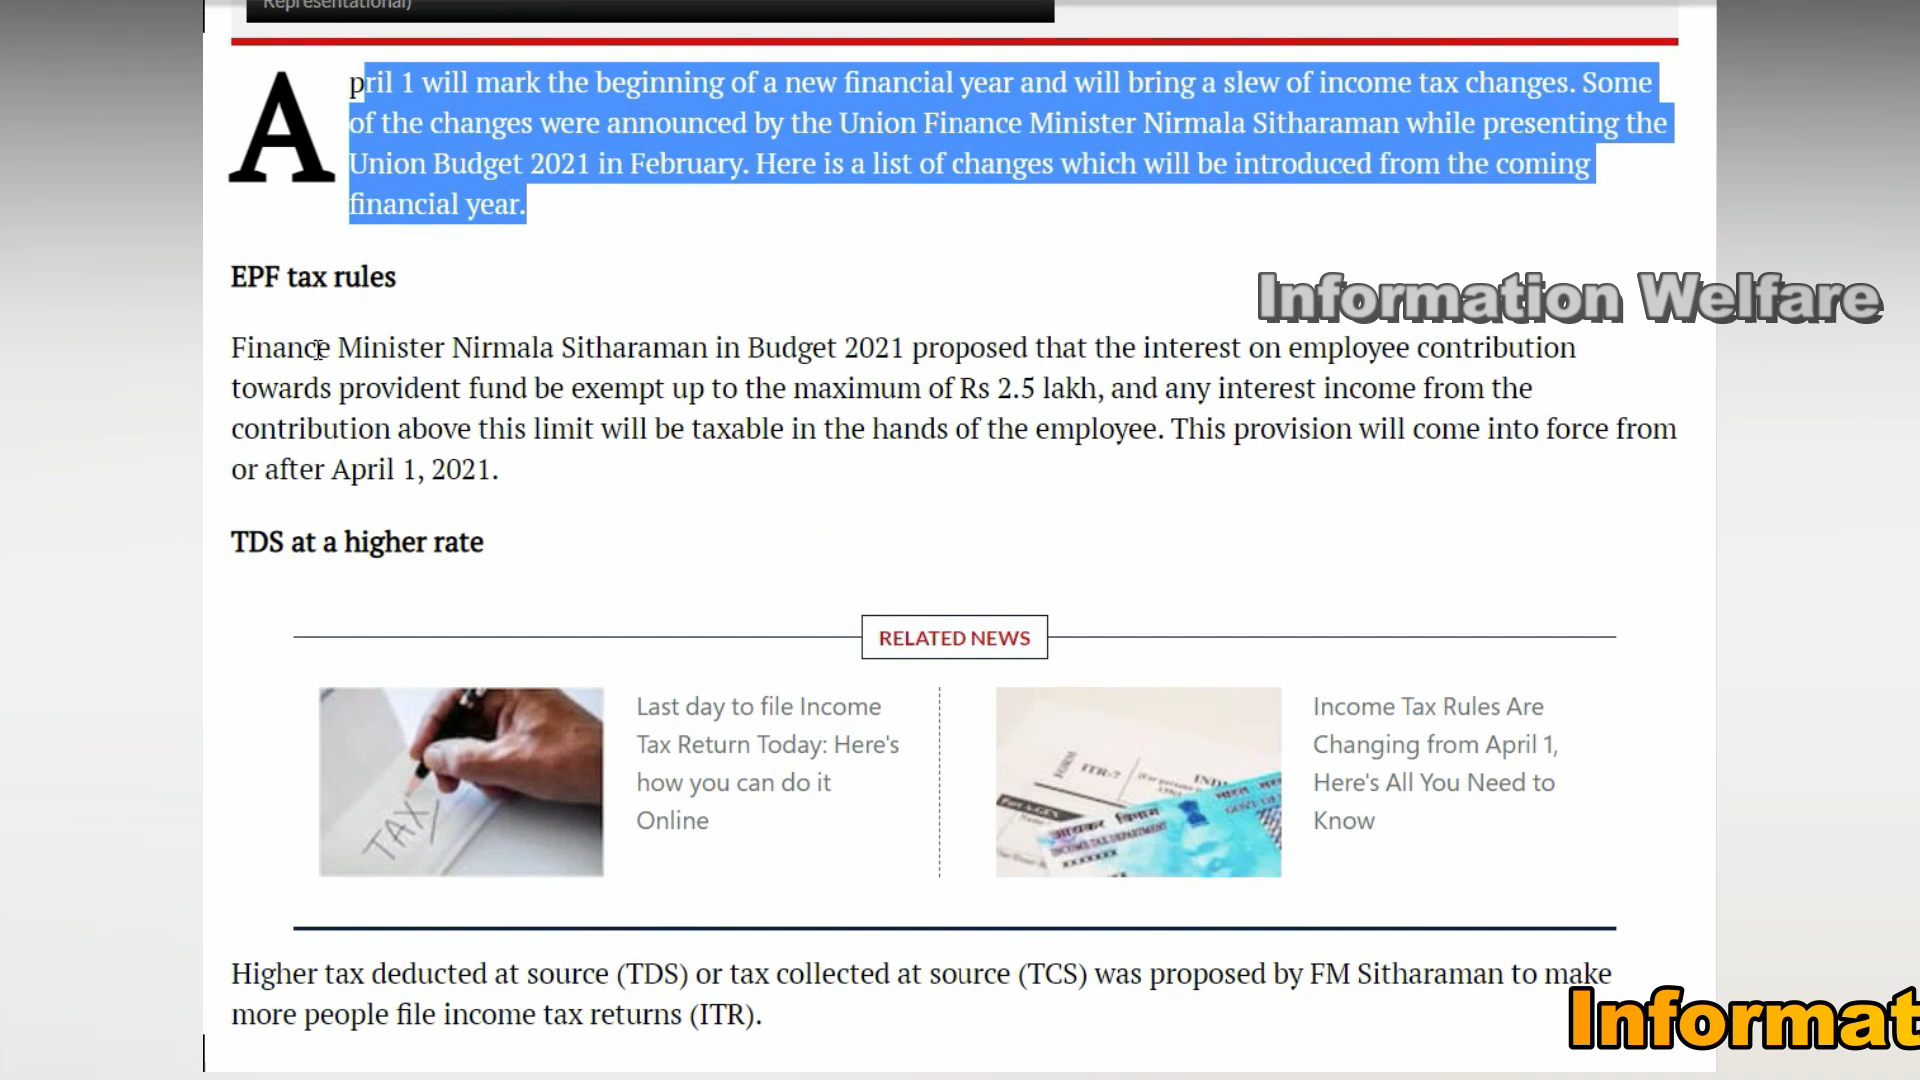 Representational)
April 1 will mark the beginning of a new financial year and will bring a slew of income tax changes. Some
of the changes were announced by the Union Finance Minister Nirmala Sitharaman while presenting the
Union Budget 2021 in February. Here is a list of changes which will be introduced from the coming
financial year.
EPF tax rules
Information Welfare
Finance Minister Nirmala Sitharaman in Budget 2021 proposed that the interest on employee contribution
towards provident fund be exempt up to the maximum of Rs 2.5 lakh, and any interest income from the
contribution above this limit will be taxable in the hands of the employee. This provision will come into force from
or after April 1, 2021.
TDS at a higher rate
RELATED NEWS
Last day to file Income
Tax Return Today: Here's
how you can do it
Online
TAX
Income Tax Rules Are
Changing from April 1,
Here's All You Need to
Know
FORM
ITR-7
आयकर विभाग
INCOME TAX DEPARTMENT
Higher tax deducted at source (TDS) or tax collected at source (TCS) was proposed by FM Sitharaman to make
more people file income tax returns (ITR).
Informat